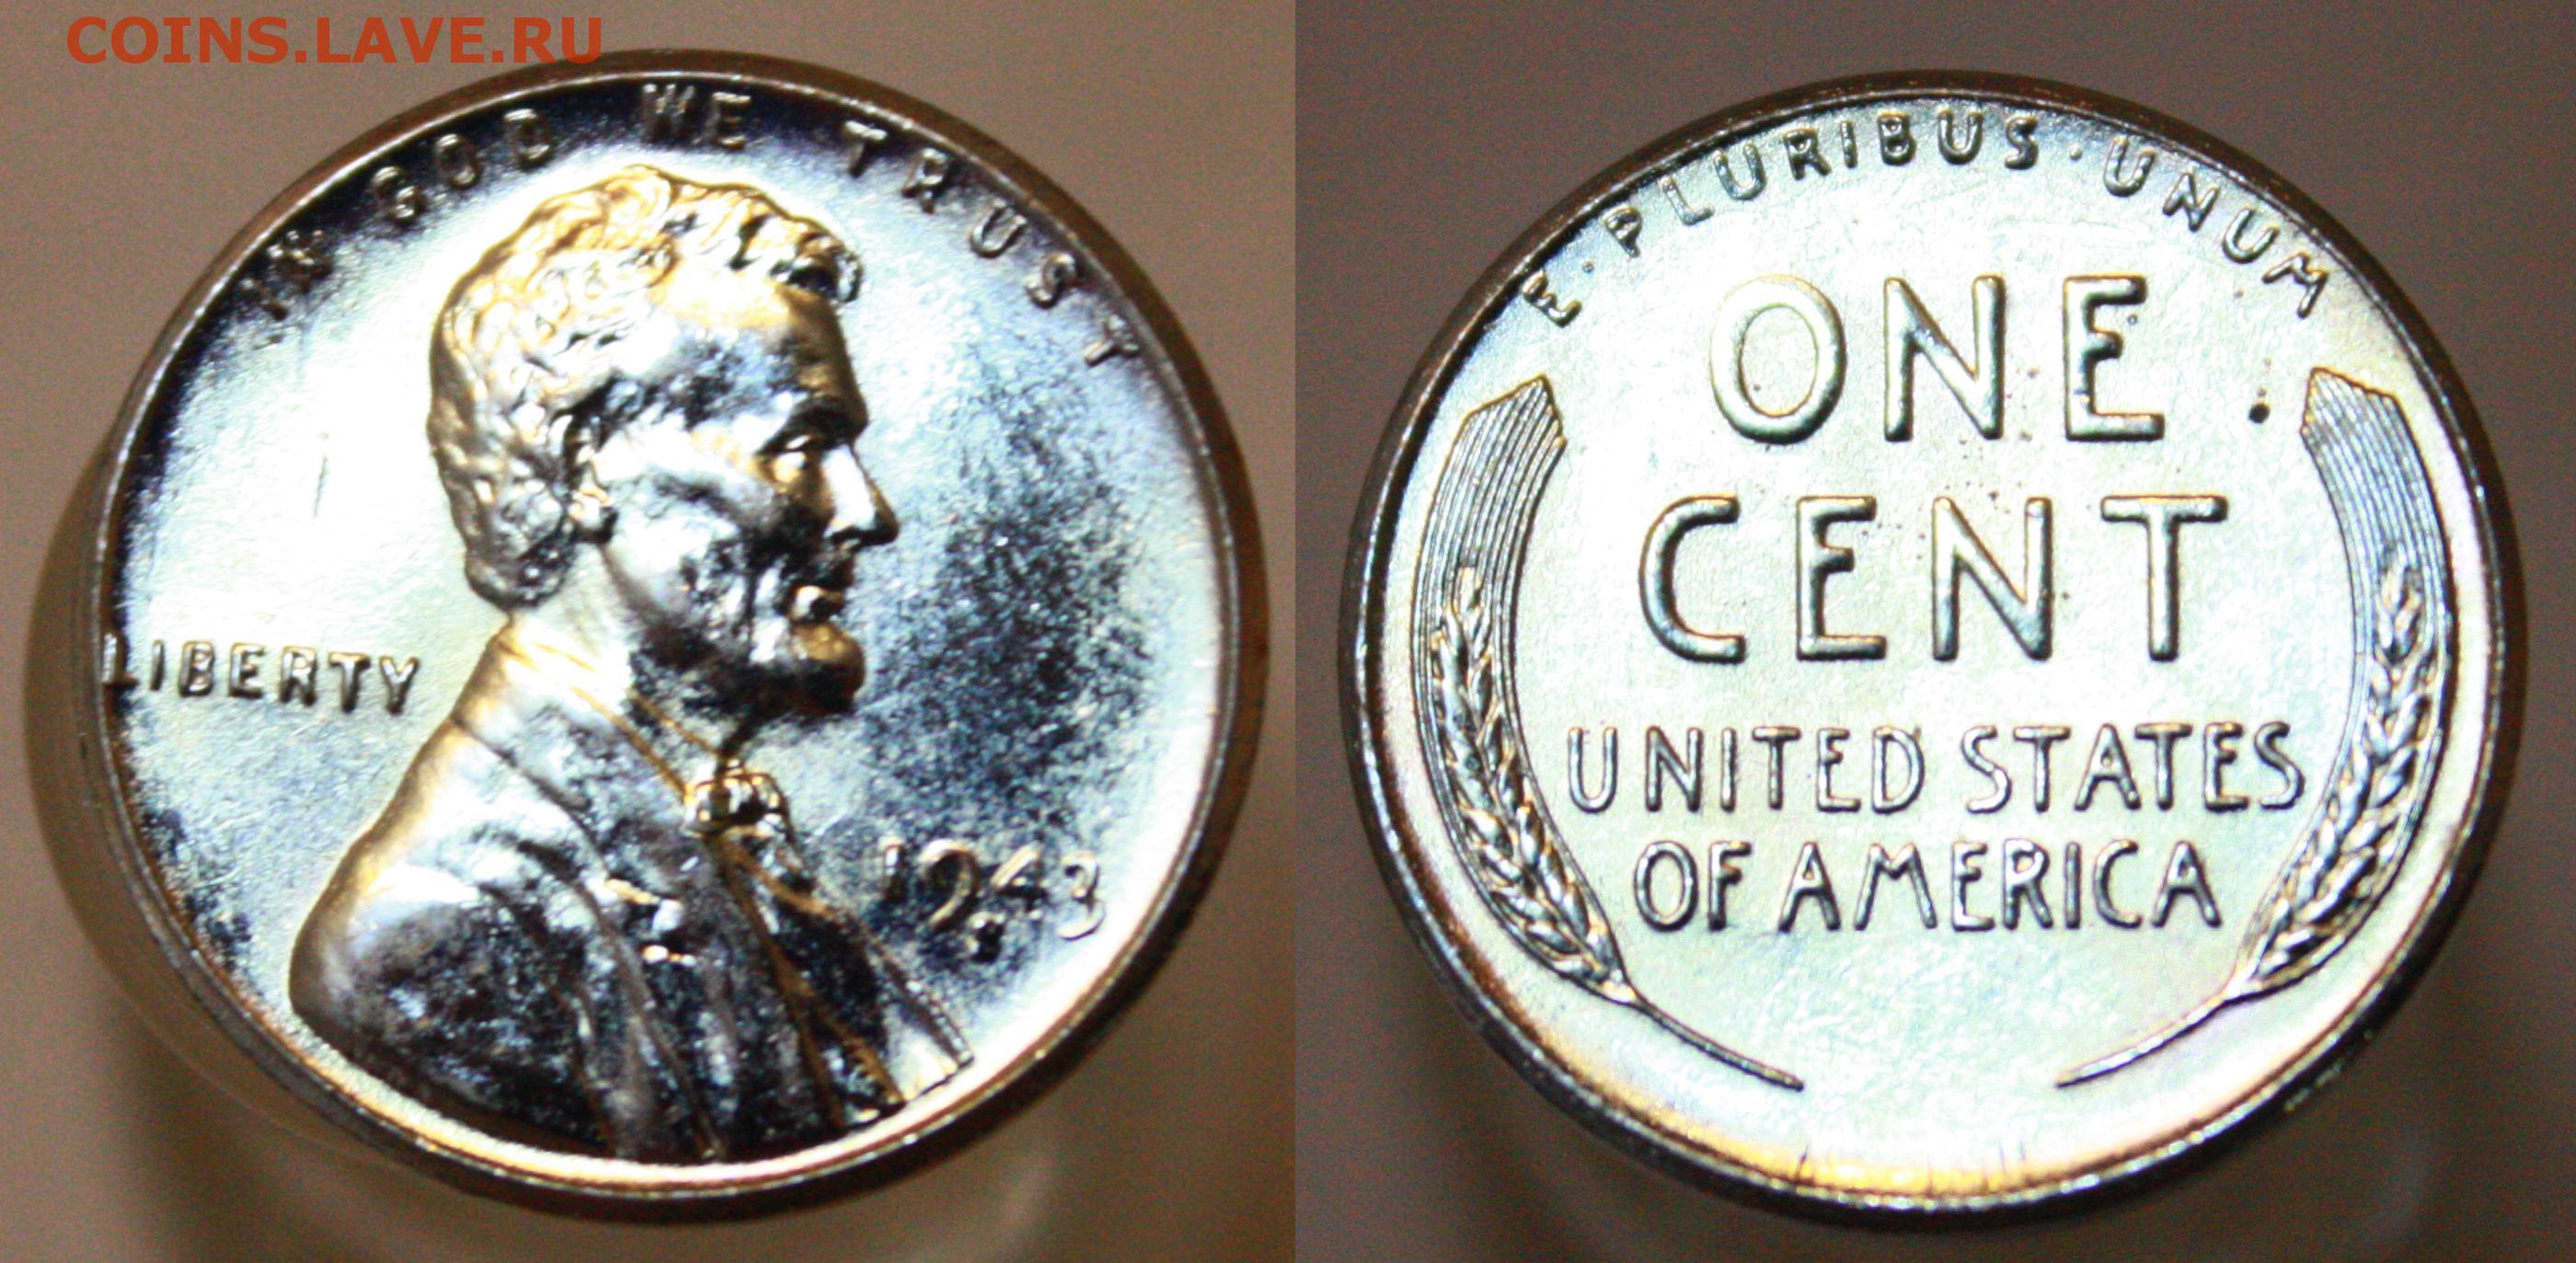 COINS.LAVE.RU
IN GOD WE TRUST
LIBERTY
1943
E·PLURIBUS·UNUM
ONE
CENT
UNITED STATES
OF AMERICA